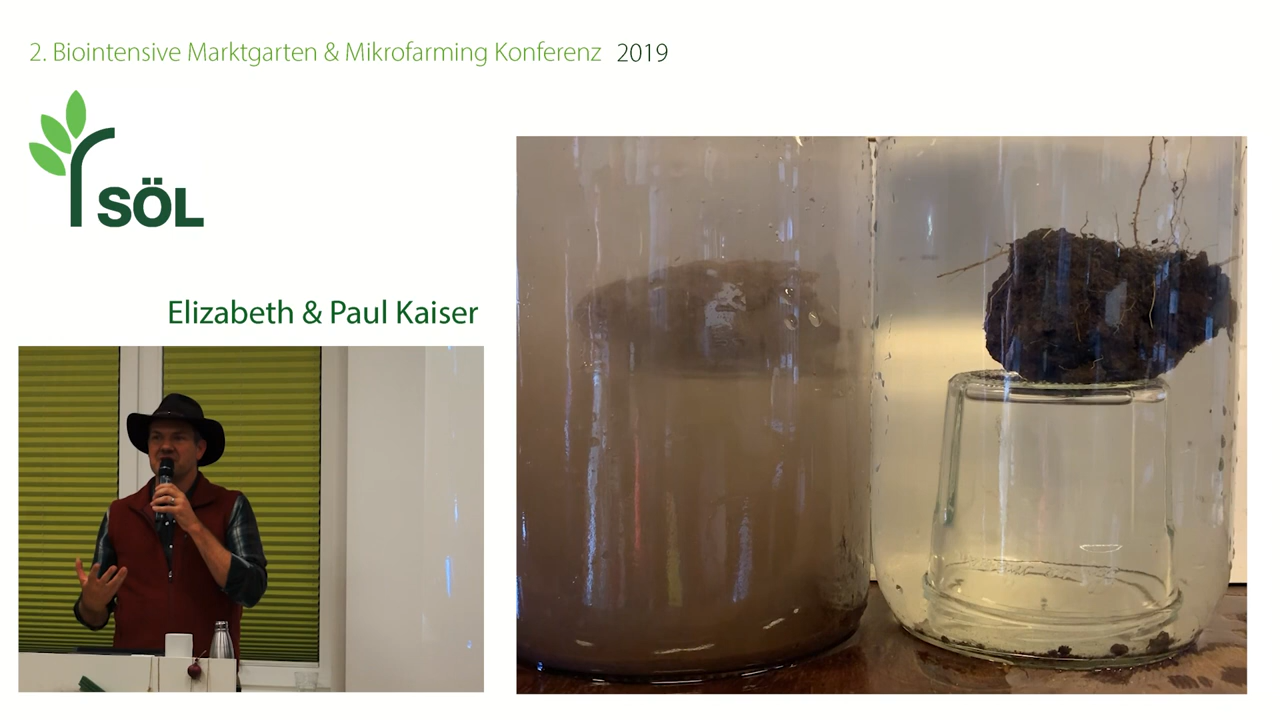 2. Biointensive Marktgarten & Mikrofarming Konferenz 2019
SÖL
Elizabeth & Paul Kaiser